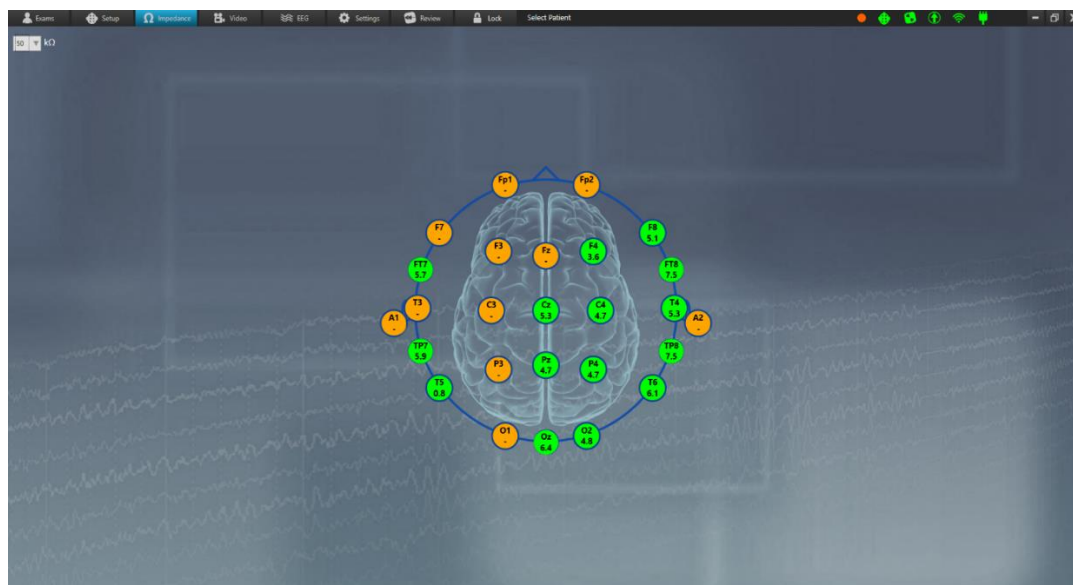 Exams Setup Ω Impedance Video EEG Settings Review Lock Select Patient
50 kΩ
Fp1 Fp2
- -
F7 F8
- 5.1
F3 Fz F4
- - 3.6
FT7 FT8
5.7 7.5
T3 C3 Cz C4 T4
- - 5.3 4.7 5.3
A1 A2
- -
TP7 TP8
5.9 7.5
P3 Pz P4
- 4.7 4.7
T5 T6
0.8 6.1
O1 Oz O2
- 6.4 4.8